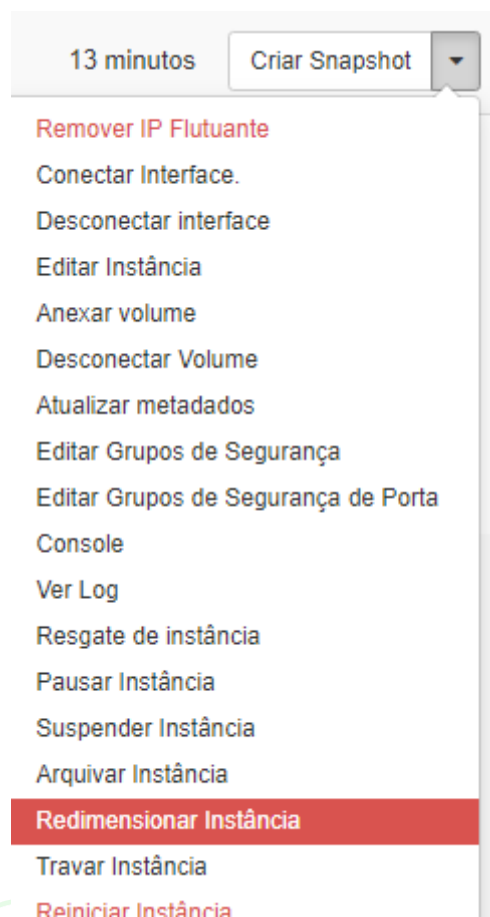 13 minutos Criar Snapshot
Remover IP Flutuante
Conectar Interface.
Desconectar interface
Editar Instância
Anexar volume
Desconectar Volume
Atualizar metadados
Editar Grupos de Segurança
Editar Grupos de Segurança de Porta
Console
Ver Log
Resgate de instância
Pausar Instância
Suspender Instância
Arquivar Instância
Redimensionar Instância
Travar Instância
Reiniciar Instância